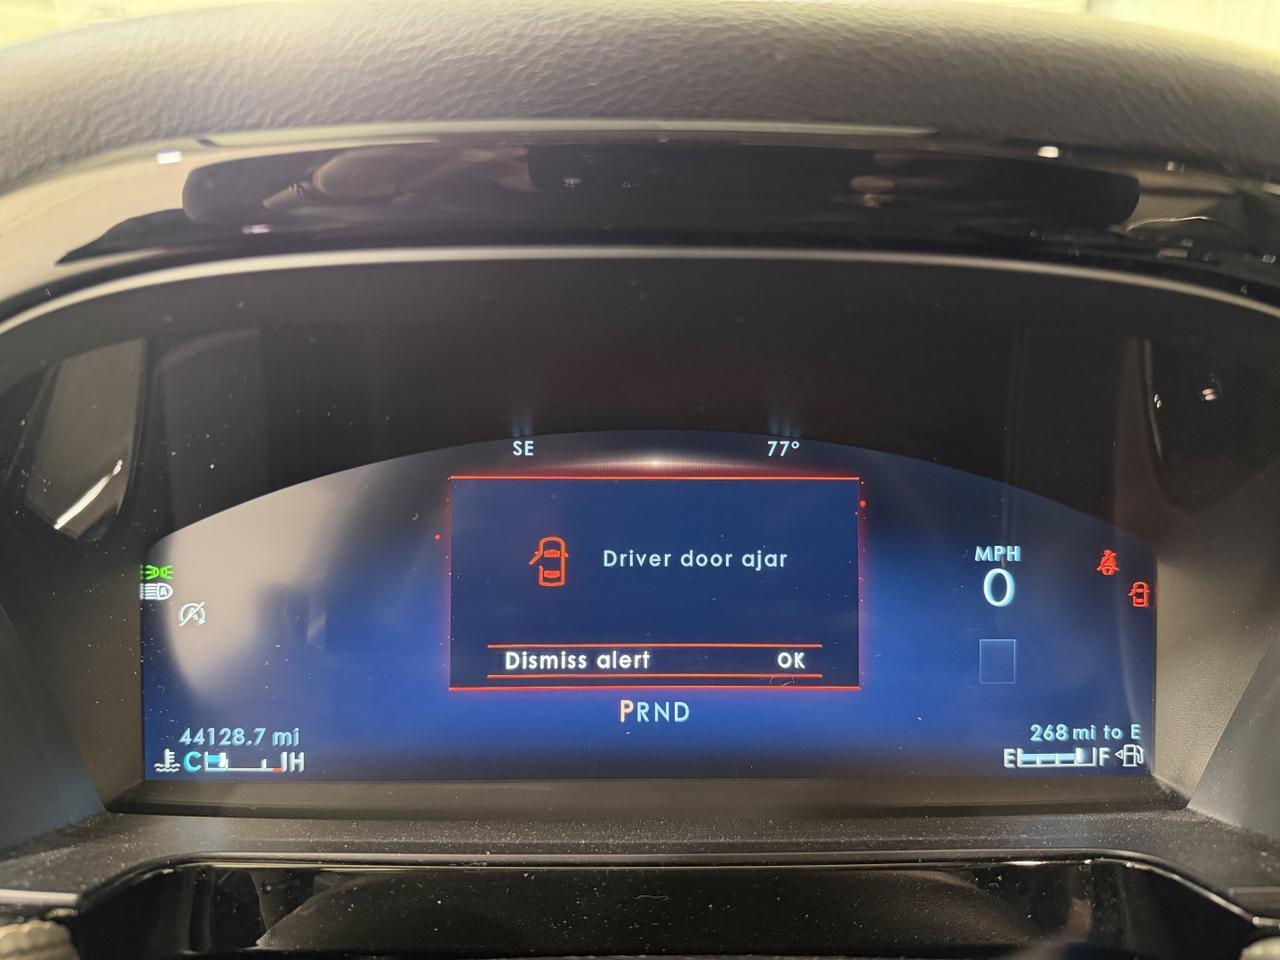 SE 77°
Driver door ajar
MPH
0
Dismiss alert OK
PRND
44128.7 mi
268 mi to E
C H
E F
A
A